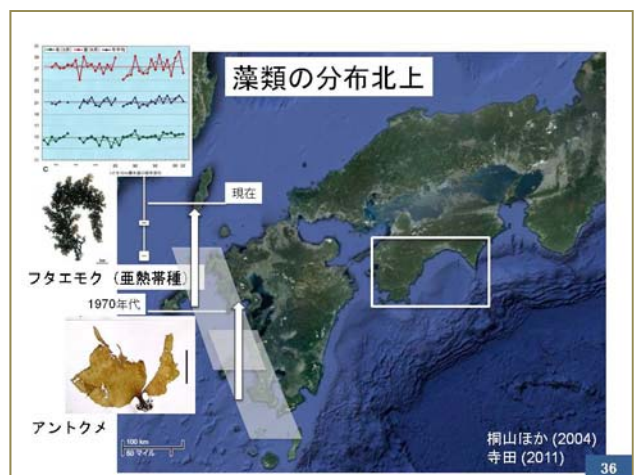 藻類の分布北上
現在
フタエモク (亜熱帯種)
1970年代
アントクメ
100 km
60 マイル
桐山ほか (2004)
寺田 (2011)
36